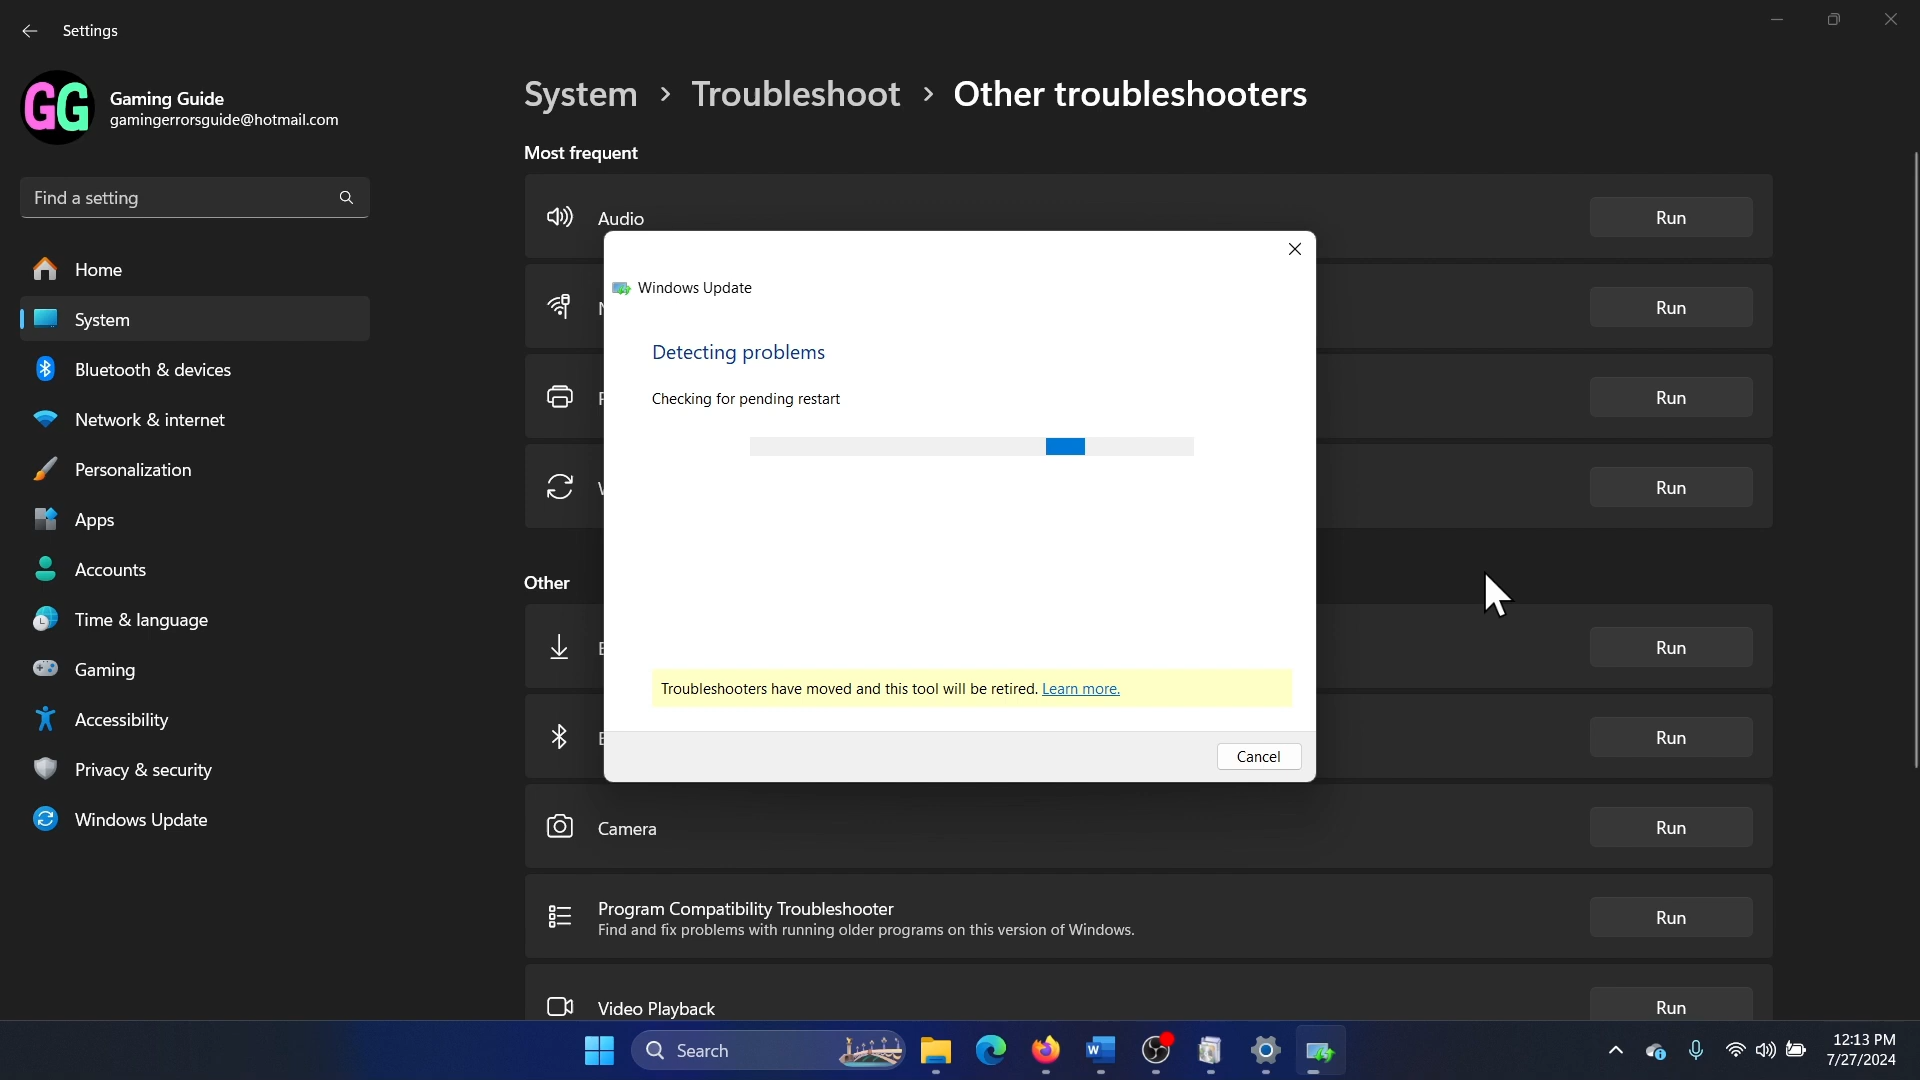 Settings
GG
Gaming Guide
gamingerrorsguide@hotmail.com
Find a setting
Home
System
Bluetooth & devices
Network & internet
Personalization
Apps
Accounts
Time & language
Gaming
Accessibility
Privacy & security
Windows Update
System > Troubleshoot > Other troubleshooters
Most frequent
Audio
Run
Run
Run
Run
Windows Update
Detecting problems
Checking for pending restart
Troubleshooters have moved and this tool will be retired. Learn more.
Cancel
Other
Run
Run
Camera
Run
Program Compatibility Troubleshooter
Find and fix problems with running older programs on this version of Windows.
Run
Video Playback
Run
Search
W
12:13 PM
7/27/2024